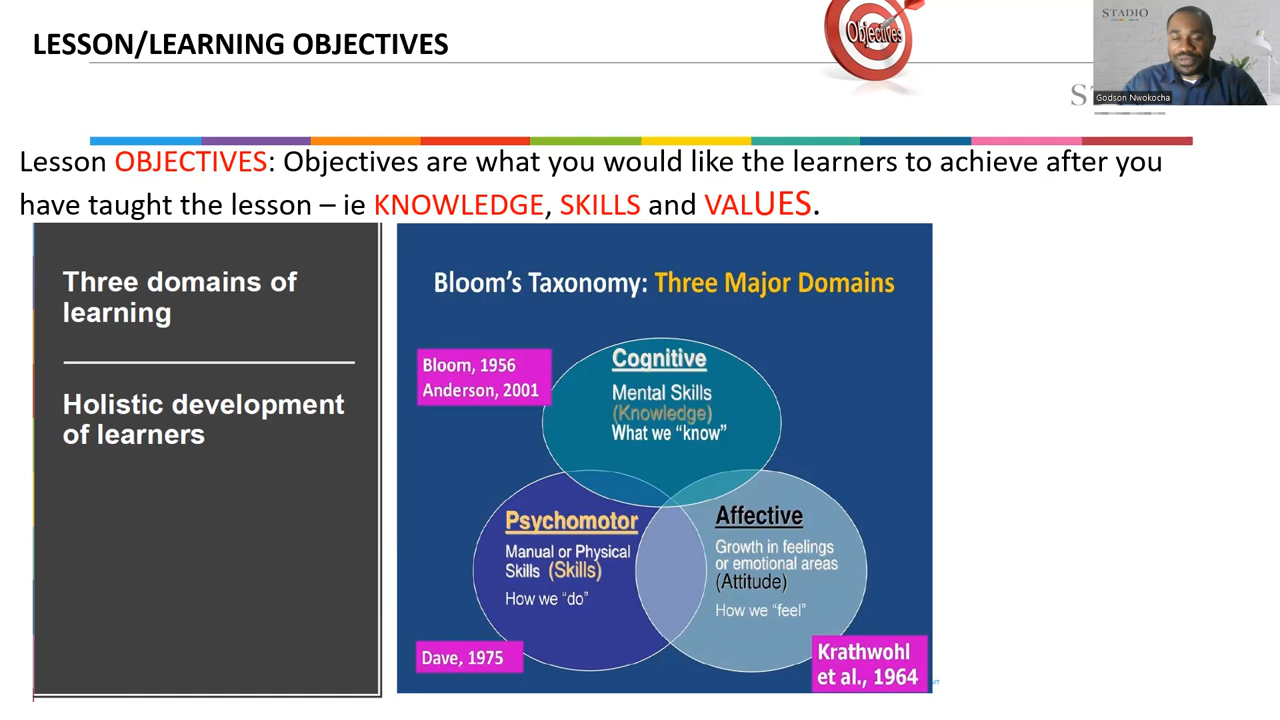 LESSON/LEARNING OBJECTIVES
Objectives
STADIO
Godson Nwokocha
Lesson OBJECTIVES: Objectives are what you would like the learners to achieve after you
have taught the lesson – ie KNOWLEDGE, SKILLS and VALUES.
Three domains of
learning
Holistic development
of learners
Bloom's Taxonomy: Three Major Domains
Bloom, 1956
Anderson, 2001
Cognitive
Mental Skills
(Knowledge)
What we “know”
Psychomotor
Manual or Physical
Skills (Skills)
How we “do”
Dave, 1975
Affective
Growth in feelings
or emotional areas
(Attitude)
How we “feel”
Krathwohl
et al., 1964